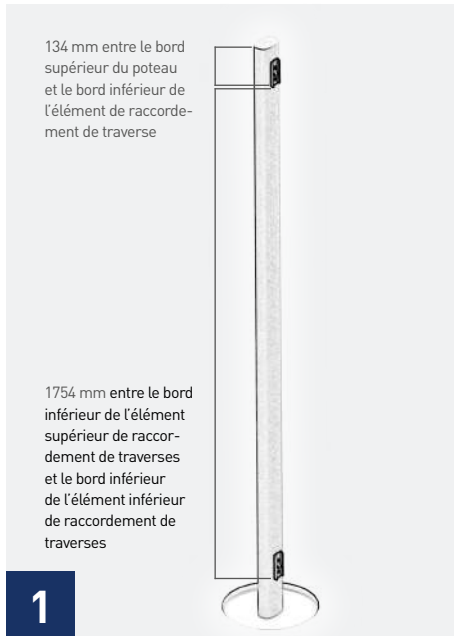 134 mm entre le bord
supérieur du poteau
et le bord inférieur de
l’élément de raccorde-
ment de traverse
1754 mm entre le bord
inférieur de l’élément
supérieur de raccor-
dement de traverses
et le bord inférieur
de l’élément inférieur
de raccordement de
traverses
1